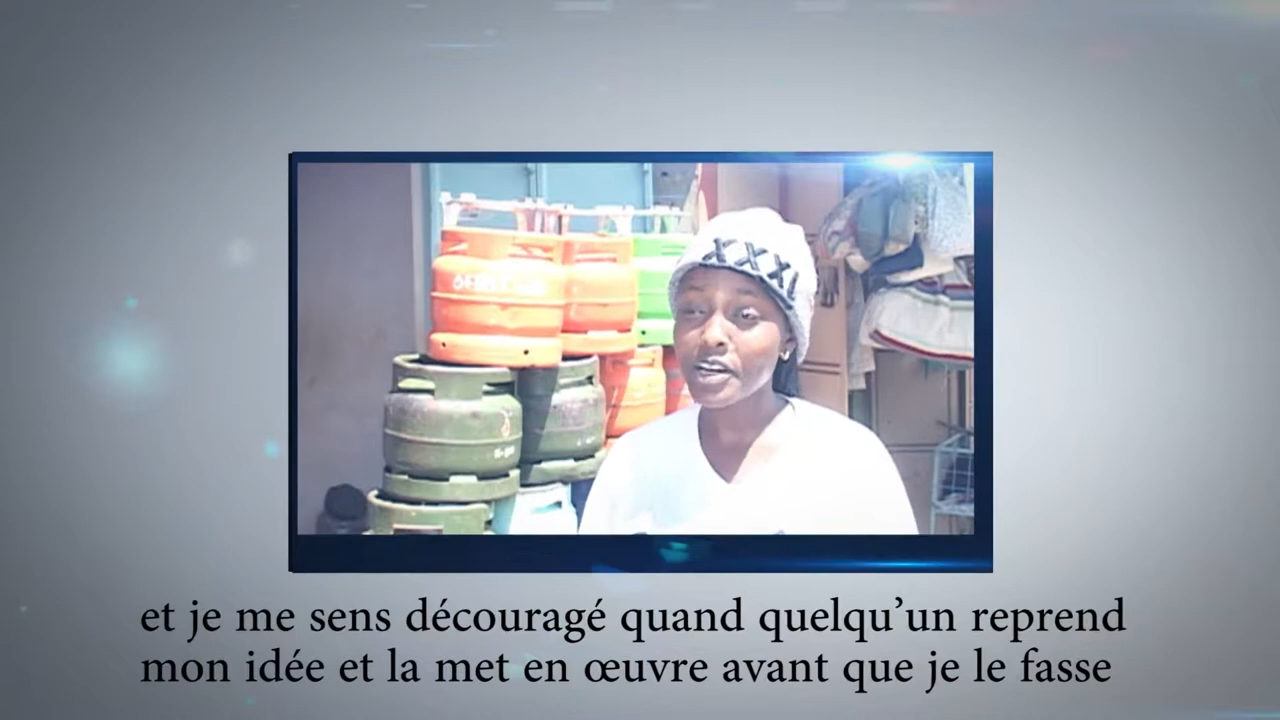 XXXL
et je me sens découragé quand quelqu’un reprend
mon idée et la met en œuvre avant que je le fasse